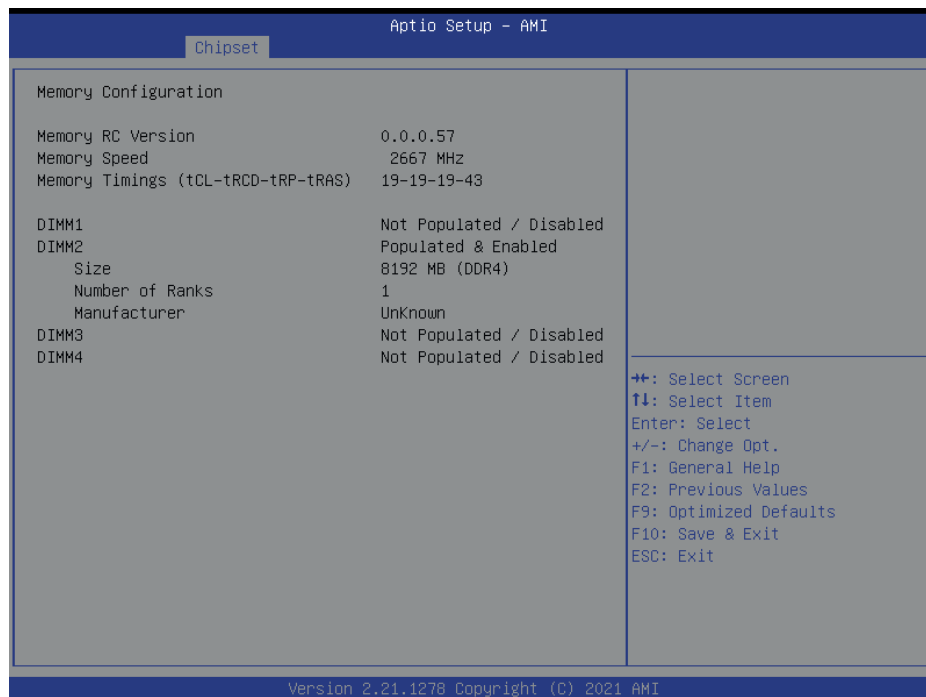 Aptio Setup – AMI
Chipset
Memory Configuration
Memory RC Version 0.0.0.57
Memory Speed 2667 MHz
Memory Timings (tCL-tRCD-tRP-tRAS) 19-19-19-43
DIMM1 Not Populated / Disabled
DIMM2 Populated & Enabled
Size 8192 MB (DDR4)
Number of Ranks 1
Manufacturer UnKnown
DIMM3 Not Populated / Disabled
DIMM4 Not Populated / Disabled
→←: Select Screen
↑↓: Select Item
Enter: Select
+/-: Change Opt.
F1: General Help
F2: Previous Values
F9: Optimized Defaults
F10: Save & Exit
ESC: Exit
Version 2.21.1278 Copyright (C) 2021 AMI